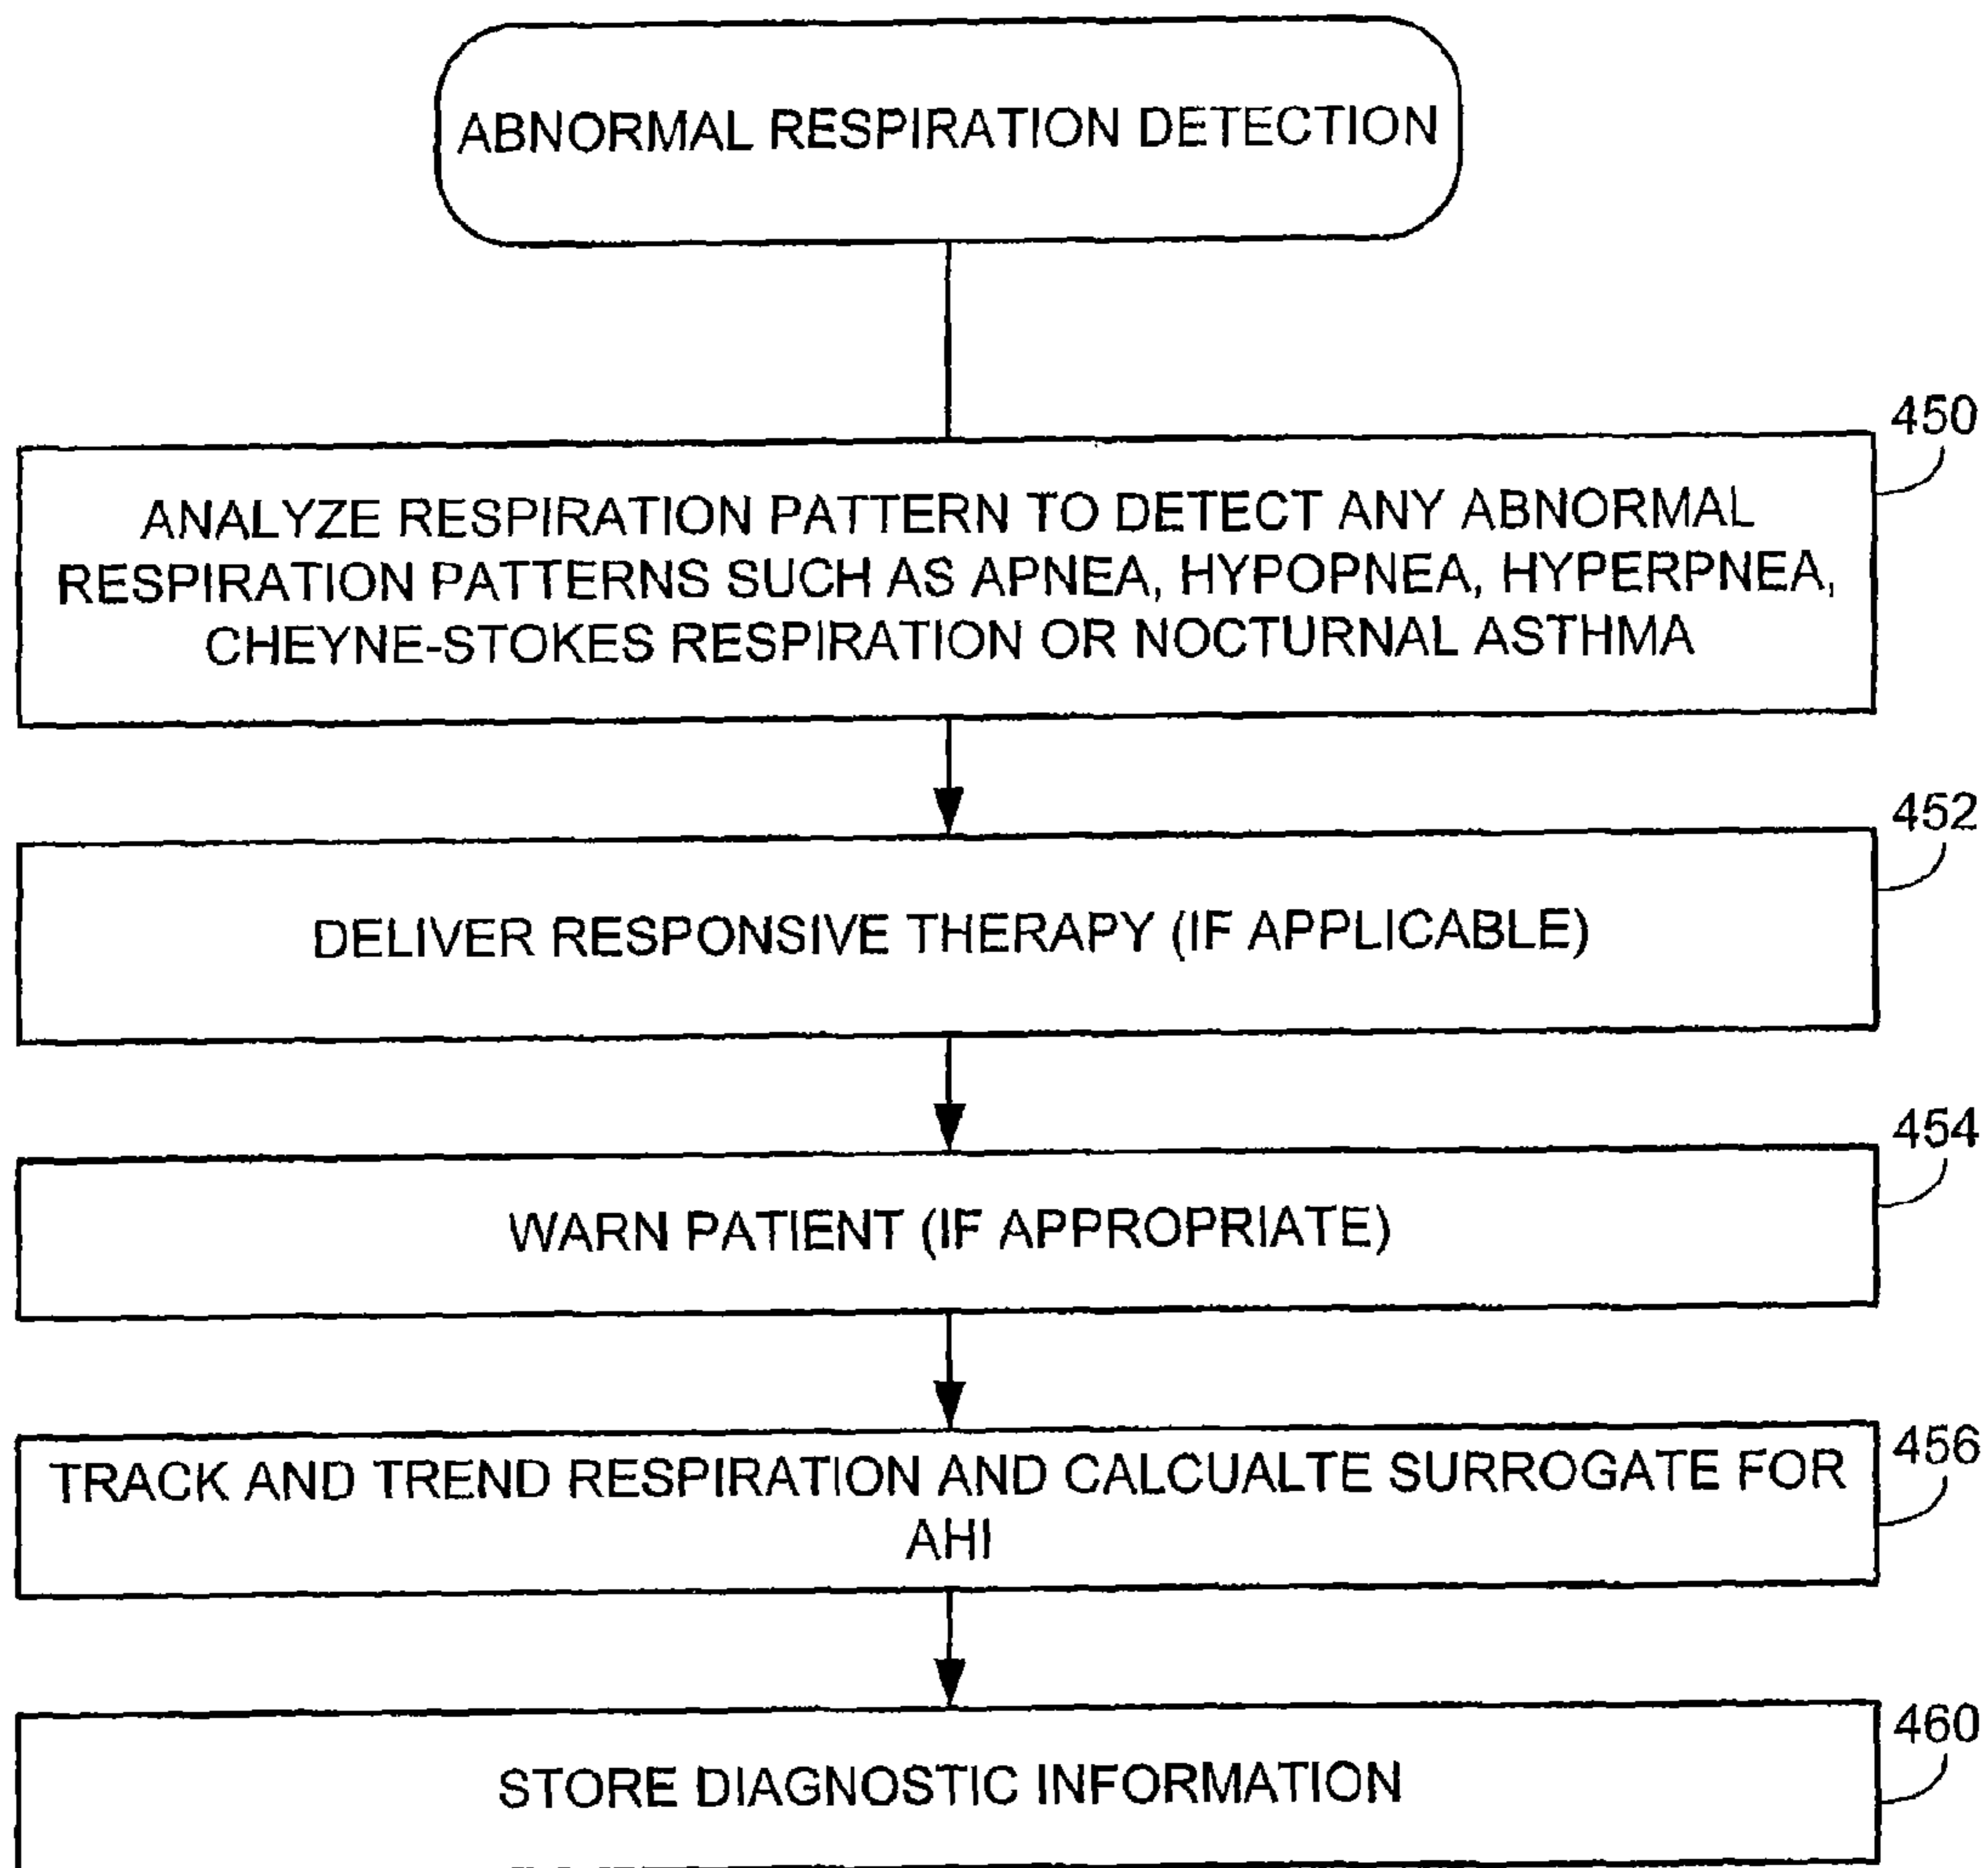 ABNORMAL RESPIRATION DETECTION
450
ANALYZE RESPIRATION PATTERN TO DETECT ANY ABNORMAL
RESPIRATION PATTERNS SUCH AS APNEA, HYPOPNEA, HYPERPNEA,
CHEYNE-STOKES RESPIRATION OR NOCTURNAL ASTHMA
452
DELIVER RESPONSIVE THERAPY (IF APPLICABLE)
454
WARN PATIENT (IF APPROPRIATE)
456
TRACK AND TREND RESPIRATION AND CALCUALTE SURROGATE FOR
AHI
460
STORE DIAGNOSTIC INFORMATION